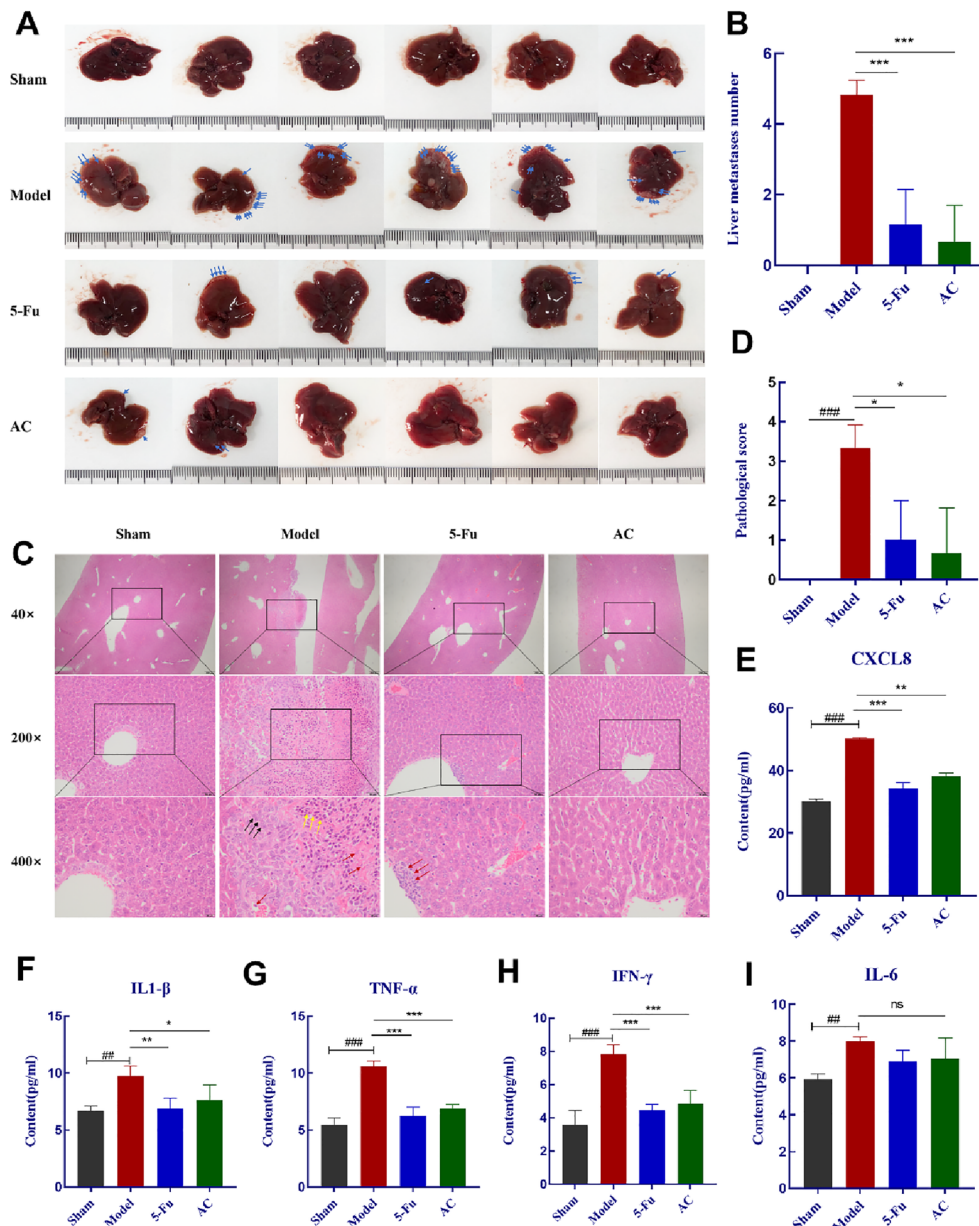 A
Sham
Model
5-Fu
AC
B
Liver metastases number
6
4
2
0
***
***
Sham
Model
5-Fu
AC
C
Sham
Model
5-Fu
AC
40×
200×
400×
D
Pathological score
5
4
3
2
1
0
###
*
*
Sham
Model
5-Fu
AC
E
CXCL8
Content(pg/ml)
60
40
20
0
###
***
**
Sham
Model
5-Fu
AC
F
IL1-β
Content(pg/ml)
15
10
5
0
##
**
*
Sham
Model
5-Fu
AC
G
TNF-α
Content(pg/ml)
15
10
5
0
###
***
***
Sham
Model
5-Fu
AC
H
IFN-γ
Content(pg/ml)
10
8
6
4
2
0
###
***
***
Sham
Model
5-Fu
AC
I
IL-6
Content(pg/ml)
10
8
6
4
2
0
##
ns
Sham
Model
5-Fu
AC